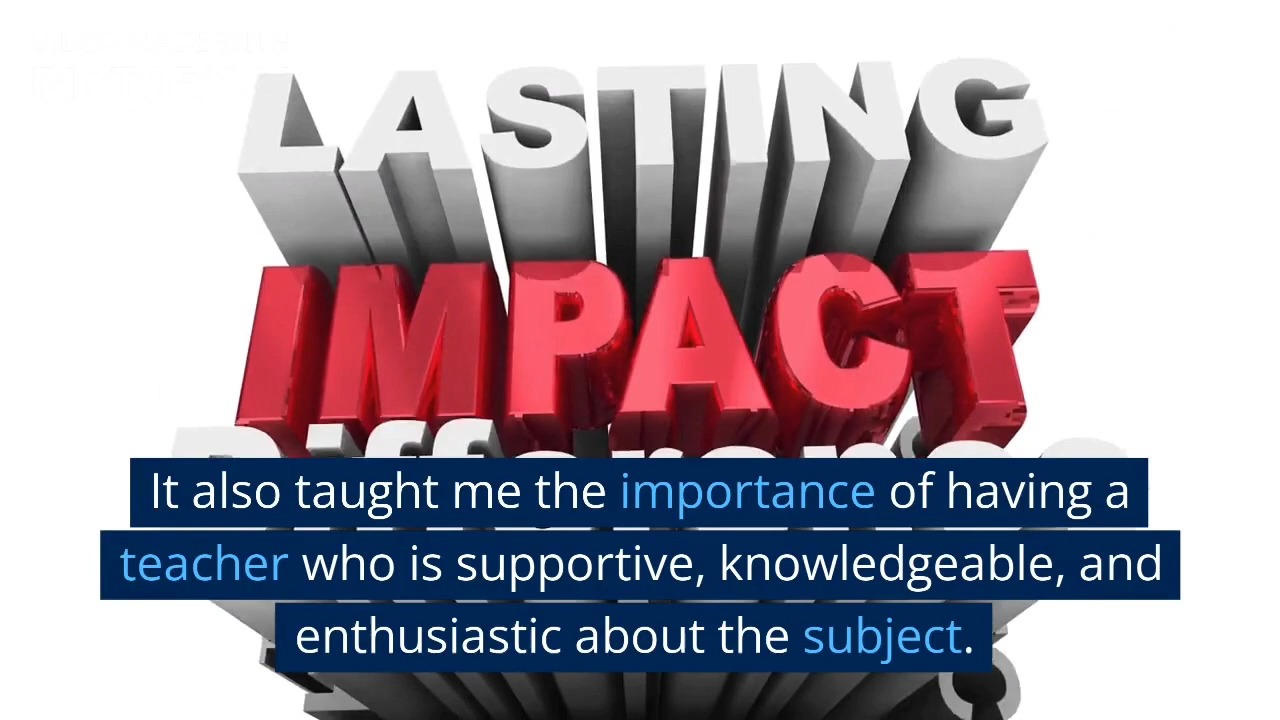 LASTING
IMPACT
It also taught me the importance of having a
teacher who is supportive, knowledgeable, and
enthusiastic about the subject.